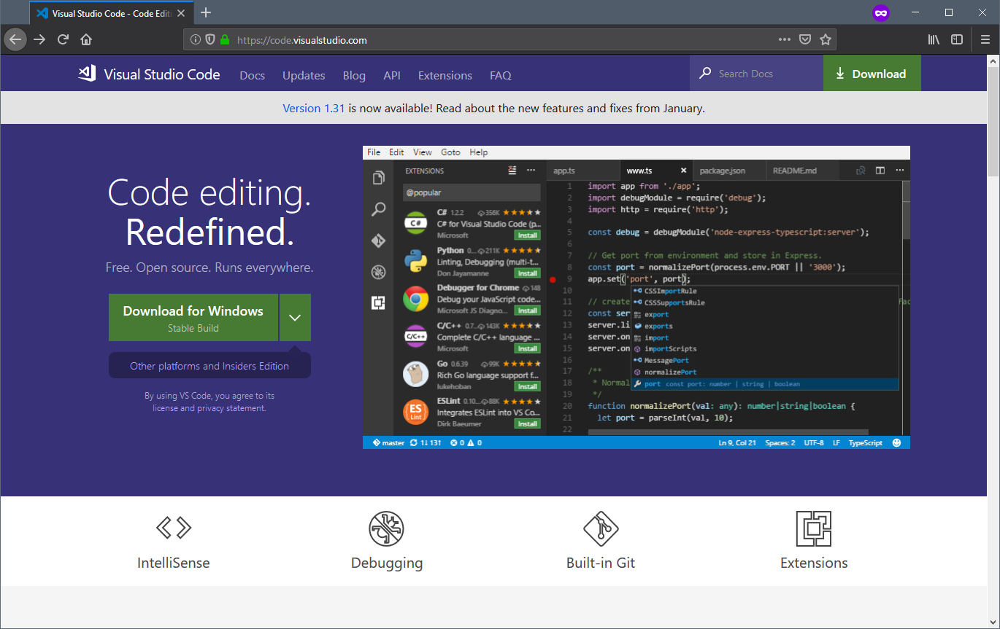 Visual Studio Code - Code Editi
https://code.visualstudio.com
Visual Studio Code Docs Updates Blog API Extensions FAQ Search Docs Download
Version 1.31 is now available! Read about the new features and fixes from January.
Code editing.
Redefined.
Free. Open source. Runs everywhere.
Download for Windows
Stable Build
Other platforms and Insiders Edition
By using VS Code, you agree to its
license and privacy statement.
File Edit View Goto Help
EXTENSIONS
@popular
C# 1.2.2 356K
C# for Visual Studio Code (p...
Microsoft Install
Python 0.... 211K
Linting, Debugging (multi-t...
Don Jayamanne Install
Debugger for Chrome 148
Debug your JavaScript code...
Microsoft JS Diagno... Install
C/C++ 0.7... 143K
Complete C/C++ language ...
Microsoft Install
Go 0.6.39 99K
Rich Go language support f...
lukehoban Install
ESLint 0.10... 88K
Integrates ESLint into VS Co...
Dirk Baeumer Install
C#
C/C++
ES
Lint
app.ts www.ts package.json README.md
1 import app from './app';
2 import debugModule = require('debug');
3 import http = require('http');
4
5 const debug = debugModule('node-express-typescript:server');
6
7 // Get port from environment and store in Express.
8 const port = normalizePort(process.env.PORT || '3000');
9 app.set('port', port);
10
11 // create
12 const ser
13 server.li
14 server.on
15 server.on
16
17 /**
18 * Normal
19 */
20 function normalizePort(val: any): number|string|boolean {
21 let port = parseInt(val, 10);
22
CSSImportRule
CSSSupportsRule
export
exports
import
importScripts
MessagePort
normalizePort
port const port: number | string | boolean
master 1↓ 13↑ 0 0 Ln 9, Col 21 Spaces: 2 UTF-8 LF TypeScript
IntelliSense Debugging Built-in Git Extensions